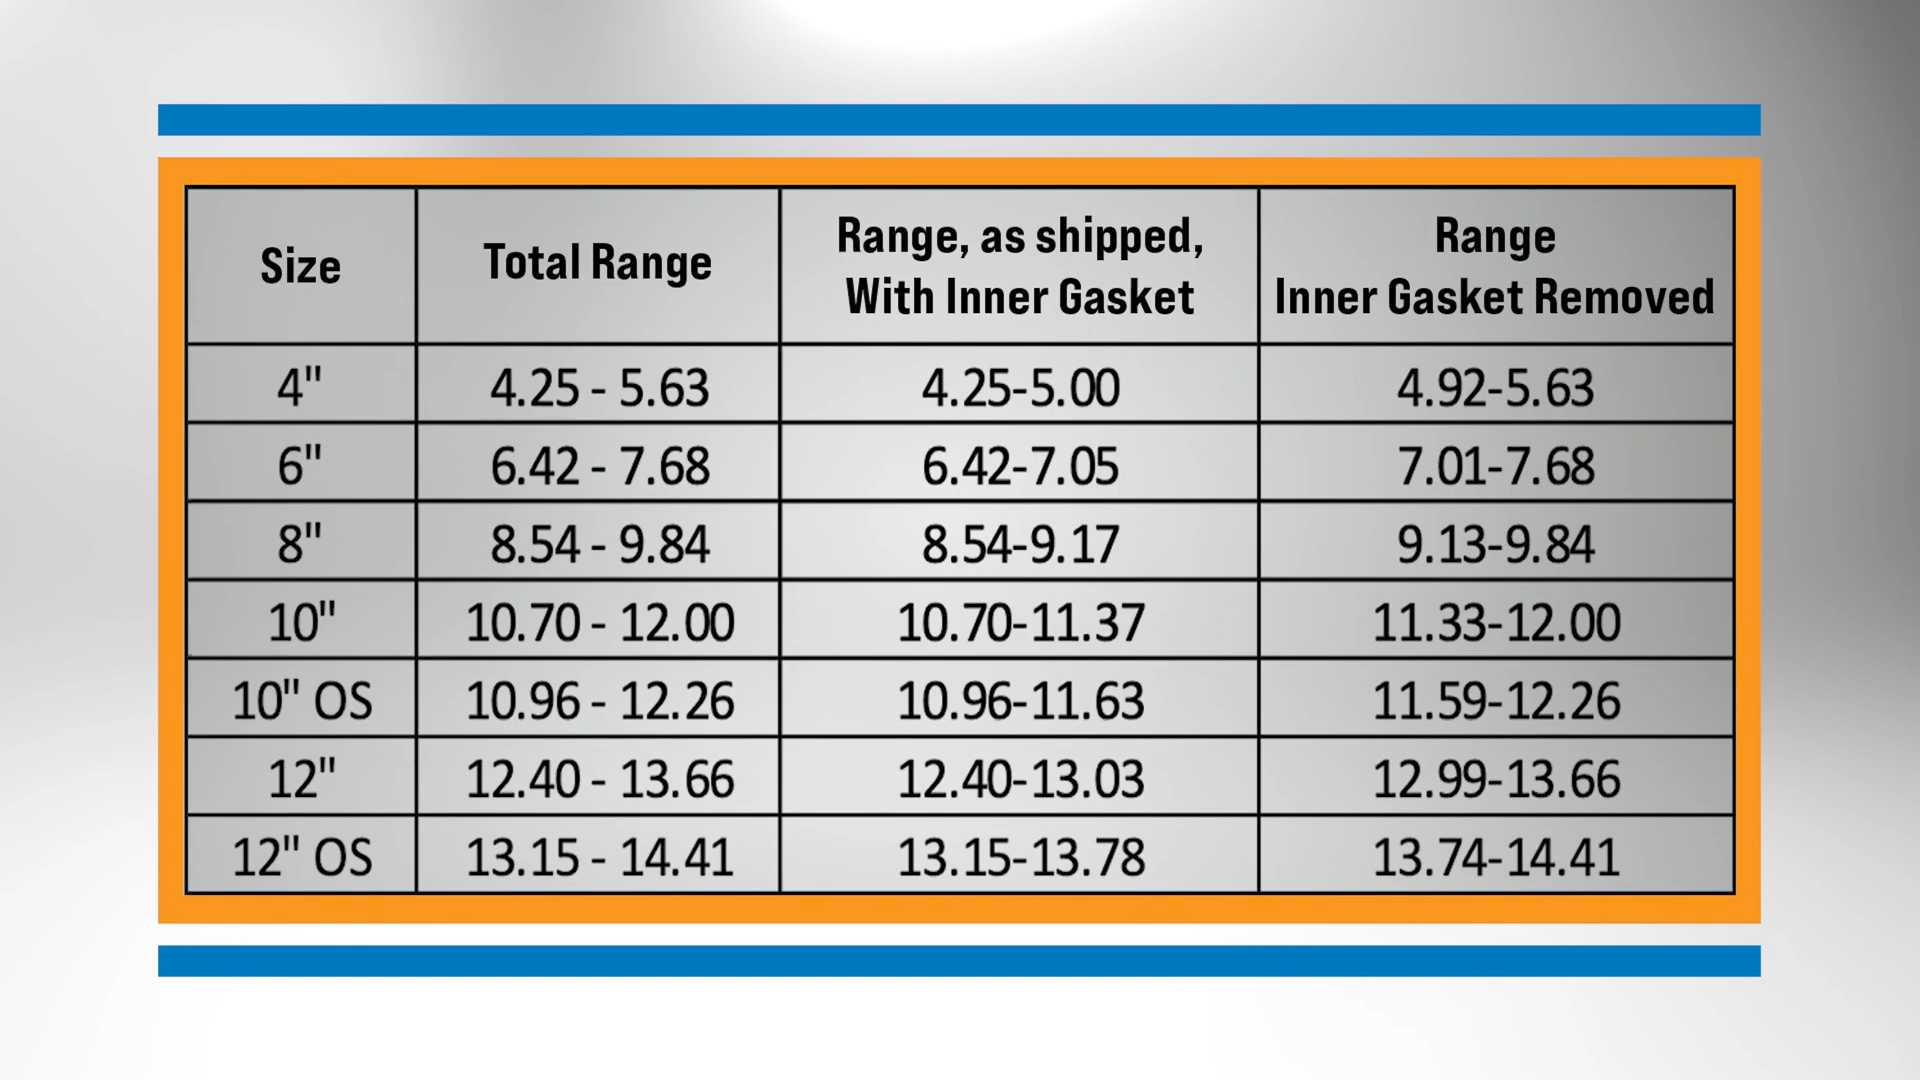 Size Total Range Range, as shipped, With Inner Gasket Range Inner Gasket Removed
4" 4.25 - 5.63 4.25-5.00 4.92-5.63
6" 6.42 - 7.68 6.42-7.05 7.01-7.68
8" 8.54 - 9.84 8.54-9.17 9.13-9.84
10" 10.70 - 12.00 10.70-11.37 11.33-12.00
10" OS 10.96 - 12.26 10.96-11.63 11.59-12.26
12" 12.40 - 13.66 12.40-13.03 12.99-13.66
12" OS 13.15 - 14.41 13.15-13.78 13.74-14.41